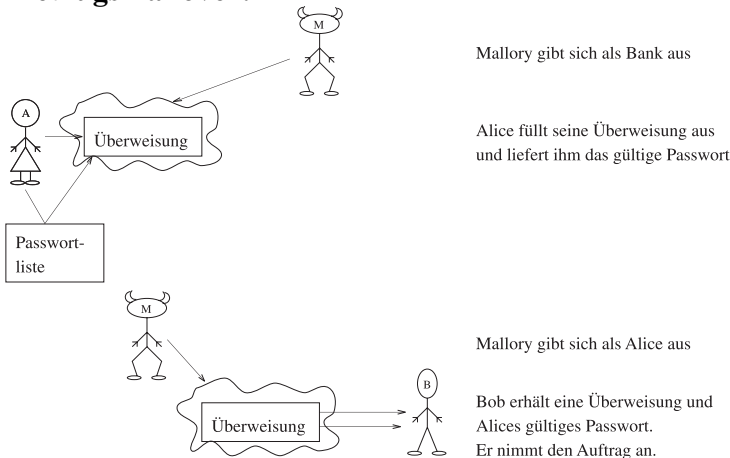 M
Mallory gibt sich als Bank aus
A
Überweisung
Alice füllt seine Überweisung aus
und liefert ihm das gültige Passwort
Passwort-
liste
M
Mallory gibt sich als Alice aus
B
Überweisung
Bob erhält eine Überweisung und
Alices gültiges Passwort.
Er nimmt den Auftrag an.